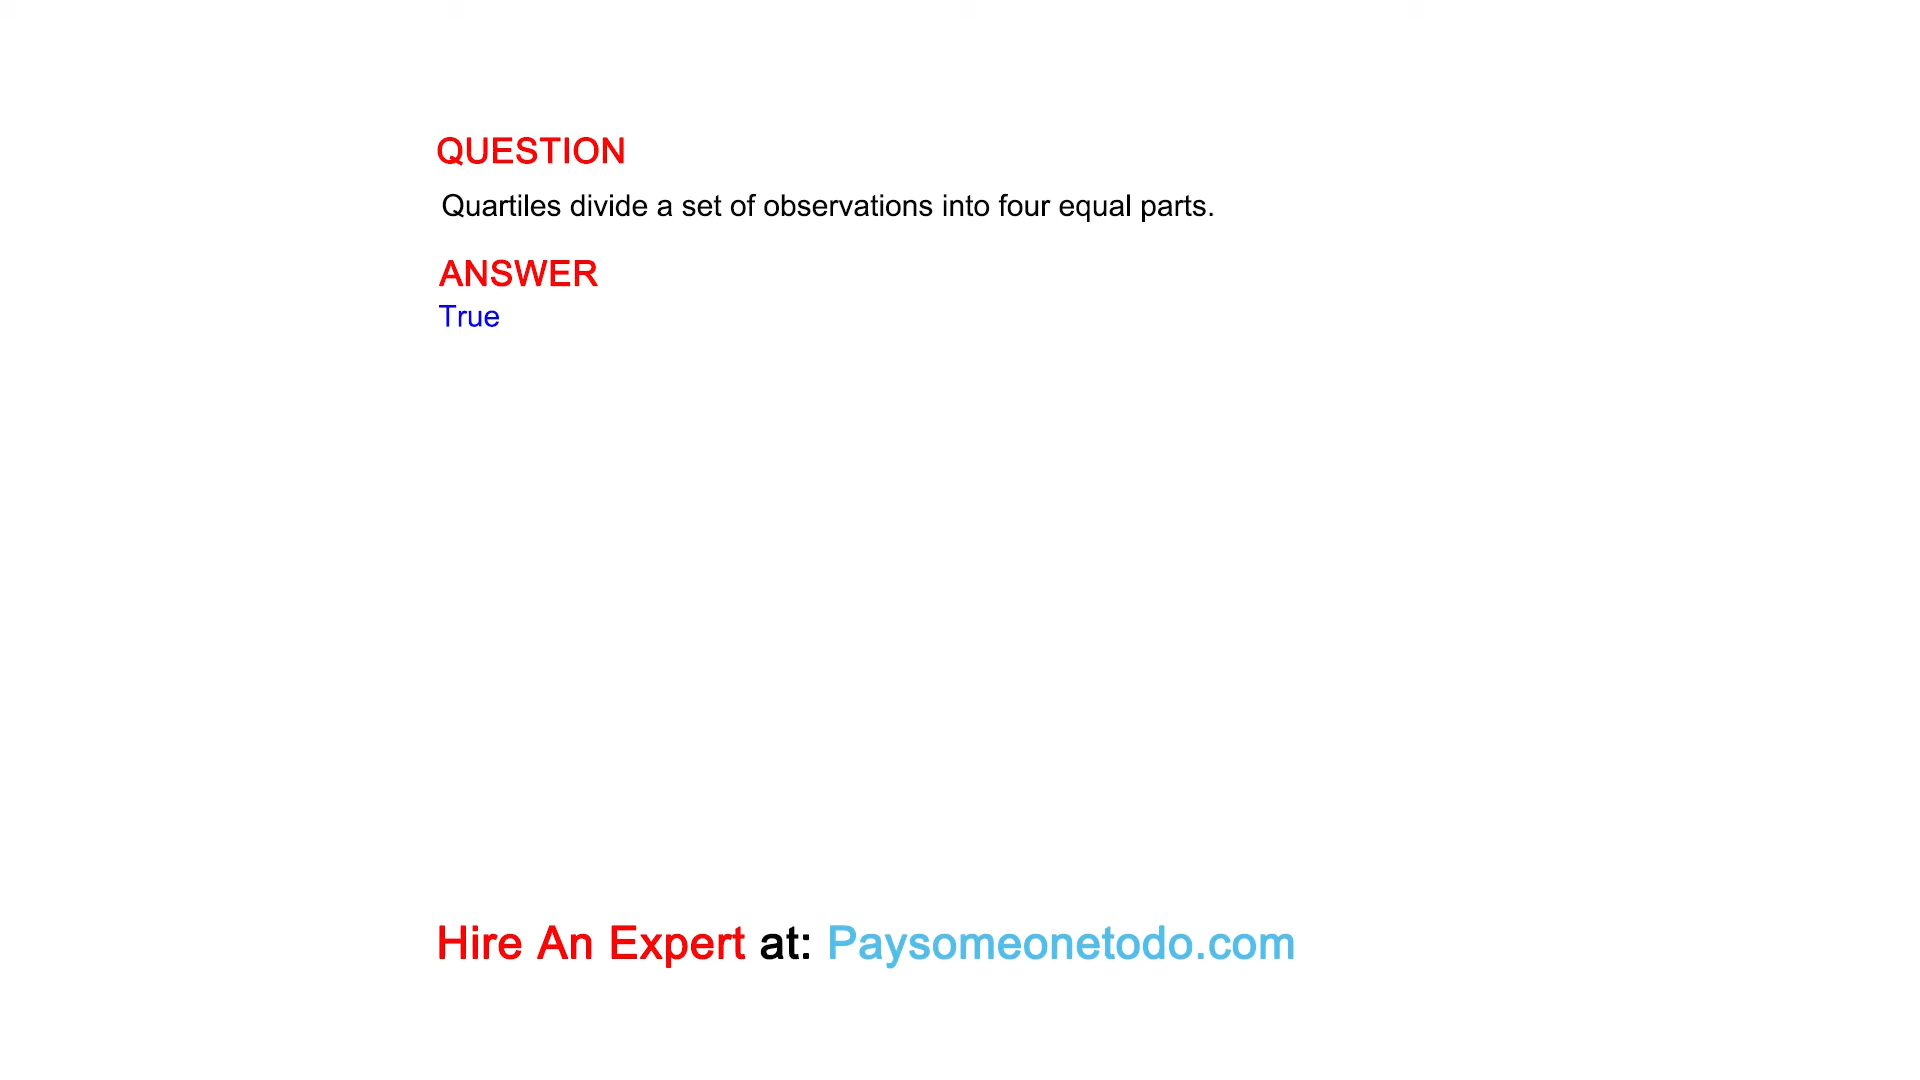 QUESTION
Quartiles divide a set of observations into four equal parts.
ANSWER
True
Hire An Expert at: Paysomeonetodo.com